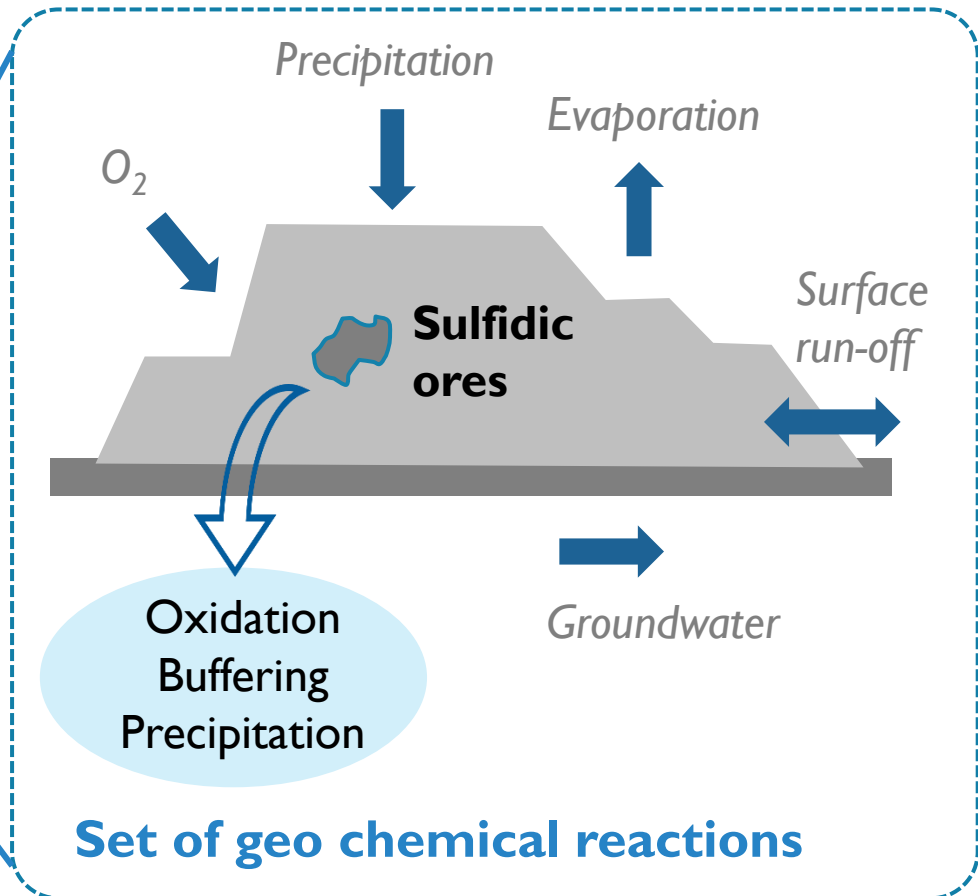 Precipitation
Evaporation
O₂
Sulfidic
ores
Surface
run-off
Groundwater
Oxidation
Buffering
Precipitation
Set of geo chemical reactions